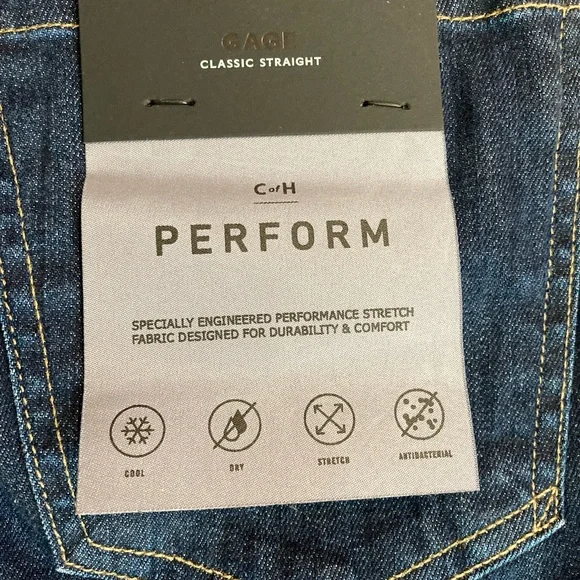 GAGE
CLASSIC STRAIGHT
C of H
PERFORM
SPECIALLY ENGINEERED PERFORMANCE STRETCH
FABRIC DESIGNED FOR DURABILITY & COMFORT
COOL
DRY
STRETCH
ANTIBACTERIAL